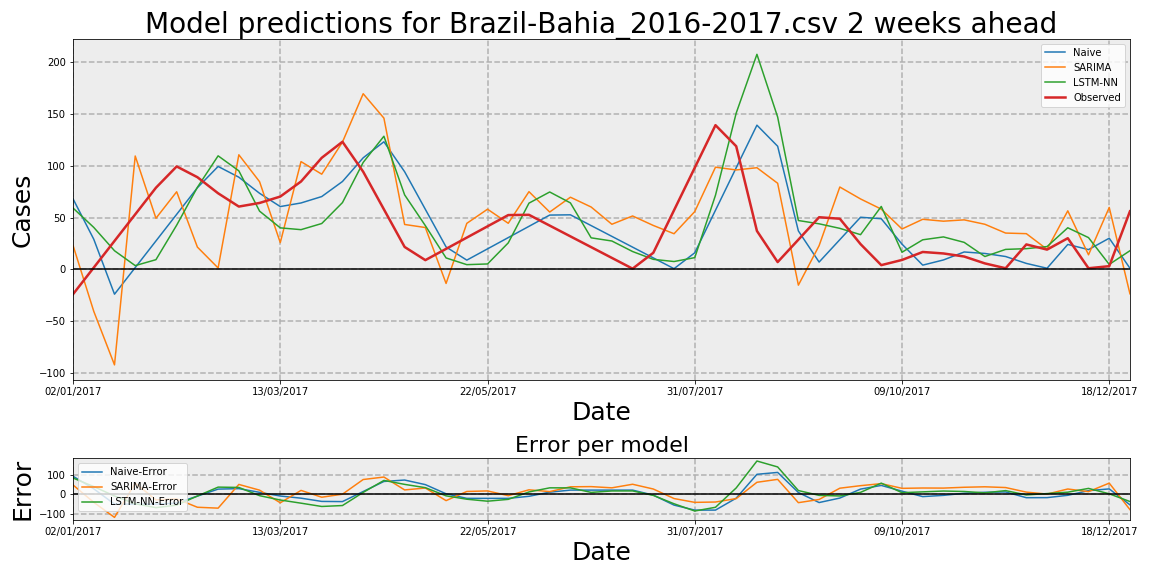 Model predictions for Brazil-Bahia_2016-2017.csv 2 weeks ahead
Naive
SARIMA
LSTM-NN
Observed
Cases
200
150
100
50
0
−50
−100
02/01/2017 13/03/2017 22/05/2017 31/07/2017 09/10/2017 18/12/2017
Date
Error per model
Naive-Error
SARIMA-Error
LSTM-NN-Error
Error
100
0
−100
02/01/2017 13/03/2017 22/05/2017 31/07/2017 09/10/2017 18/12/2017
Date